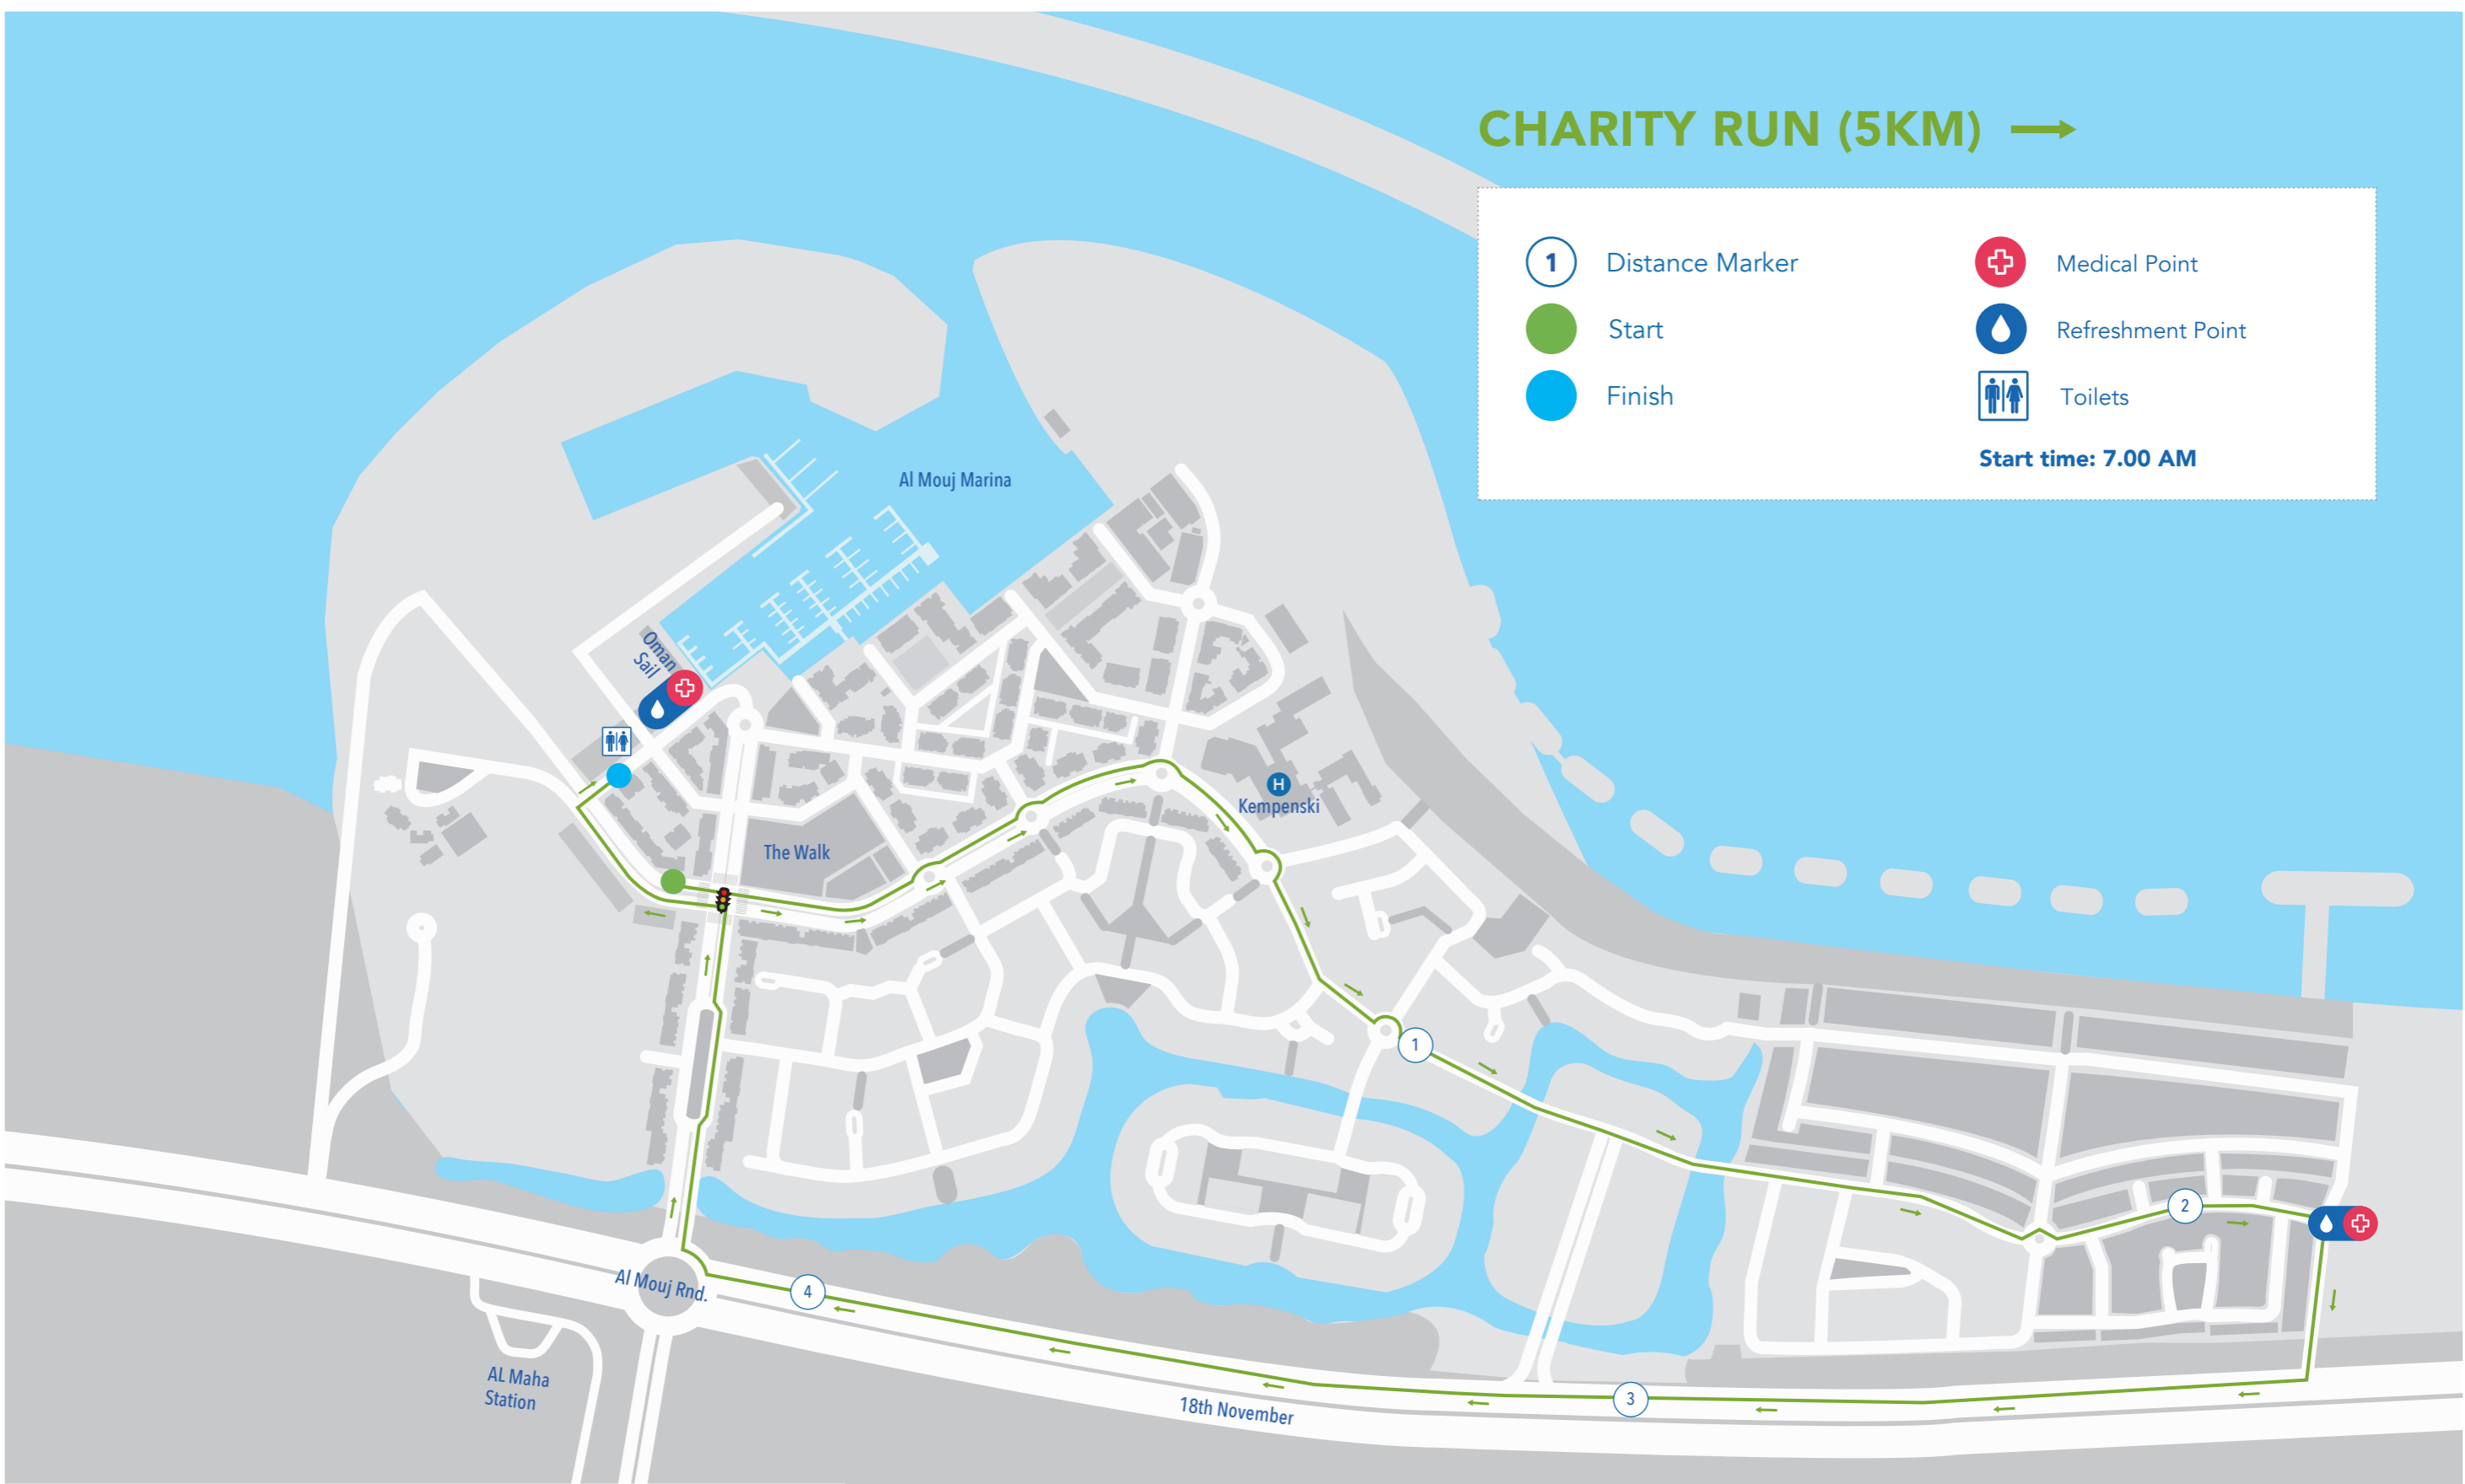 CHARITY RUN (5KM)
1 Distance Marker
Medical Point
Start
Refreshment Point
Finish
Toilets
Start time: 7.00 AM
Al Mouj Marina
Oman
Sail
H
Kempenski
The Walk
1
2
Al Mouj Rnd.
4
AL Maha
Station
3
18th November